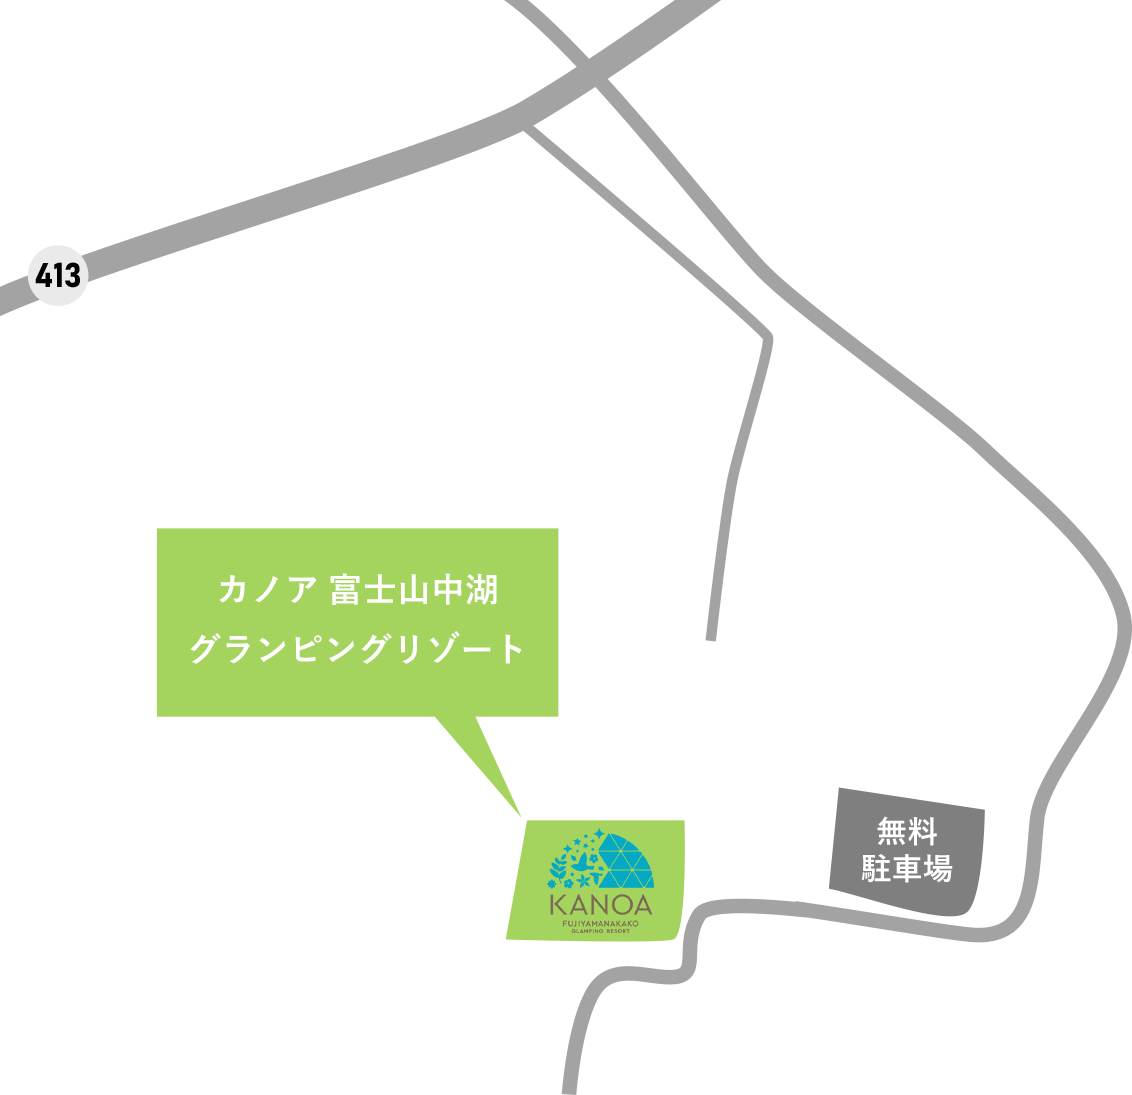 413
カノア 富士山中湖
グランピングリゾート
無料
駐車場
KANOA
FUJIYAMANAKAKO
GLAMPING RESORT